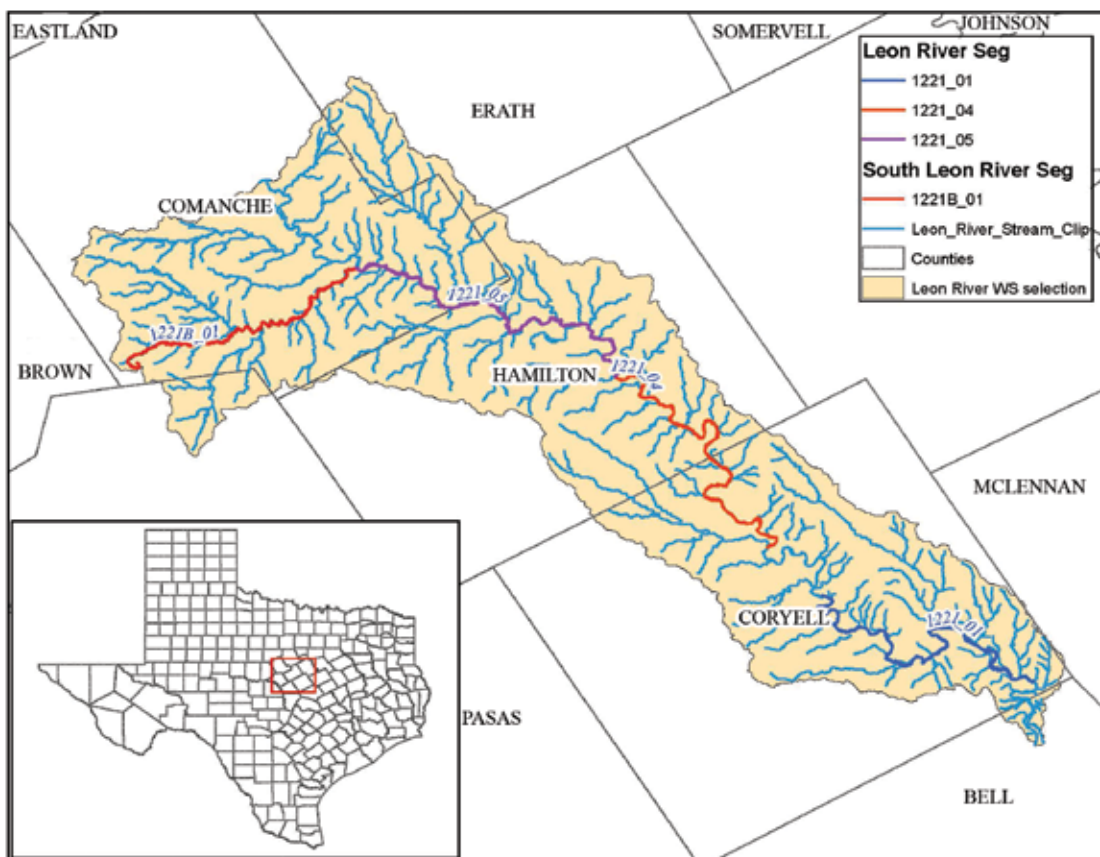 EASTLAND
SOMERVELL
JOHNSON
ERATH
COMANCHE
BROWN
HAMILTON
MCLENNAN
CORYELL
PASAS
BELL
1221B_01
1221_05
1221_04
1221_01
Leon River Seg
1221_01
1221_04
1221_05
South Leon River Seg
1221B_01
Leon_River_Stream_Clip
Counties
Leon River WS selection